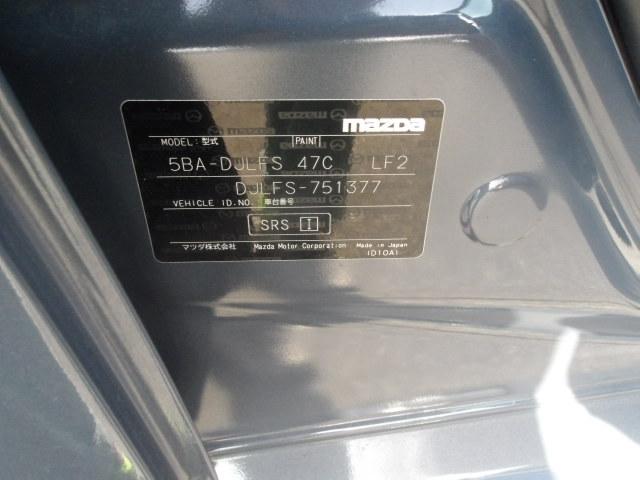 mazda
MODEL: 型式 PAINT
5BA-DJLFS 47C LF2
DJLFS-751377
VEHICLE ID.NO. 車台番号
SRS I
マツダ株式会社 Mazda Motor Corporation Made in Japan
ID10A1